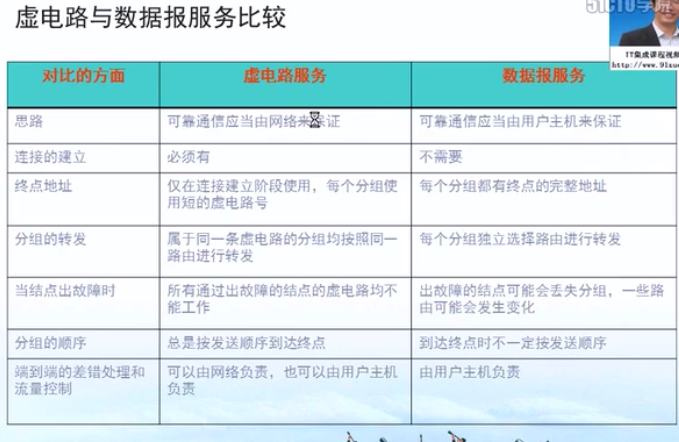 虚电路与数据报服务比较
51CTO学院
IT集成课程视频
对比的方面 虚电路服务 数据报服务
思路 可靠通信应当由网络来保证 可靠通信应当由用户主机来保证
连接的建立 必须有 不需要
终点地址 仅在连接建立阶段使用，每个分组使 每个分组都有终点的完整地址
用短的虚电路号
分组的转发 属于同一条虚电路的分组均按照同一 每个分组独立选择路由进行转发
路由进行转发
当结点出故障时 所有通过出故障的结点的虚电路均不 出故障的结点可能会丢失分组，一些路
能工作 由可能会发生变化
分组的顺序 总是按发送顺序到达终点 到达终点时不一定按发送顺序
端到端的差错处理和 可以由网络负责，也可以由用户主机 由用户主机负责
流量控制 负责